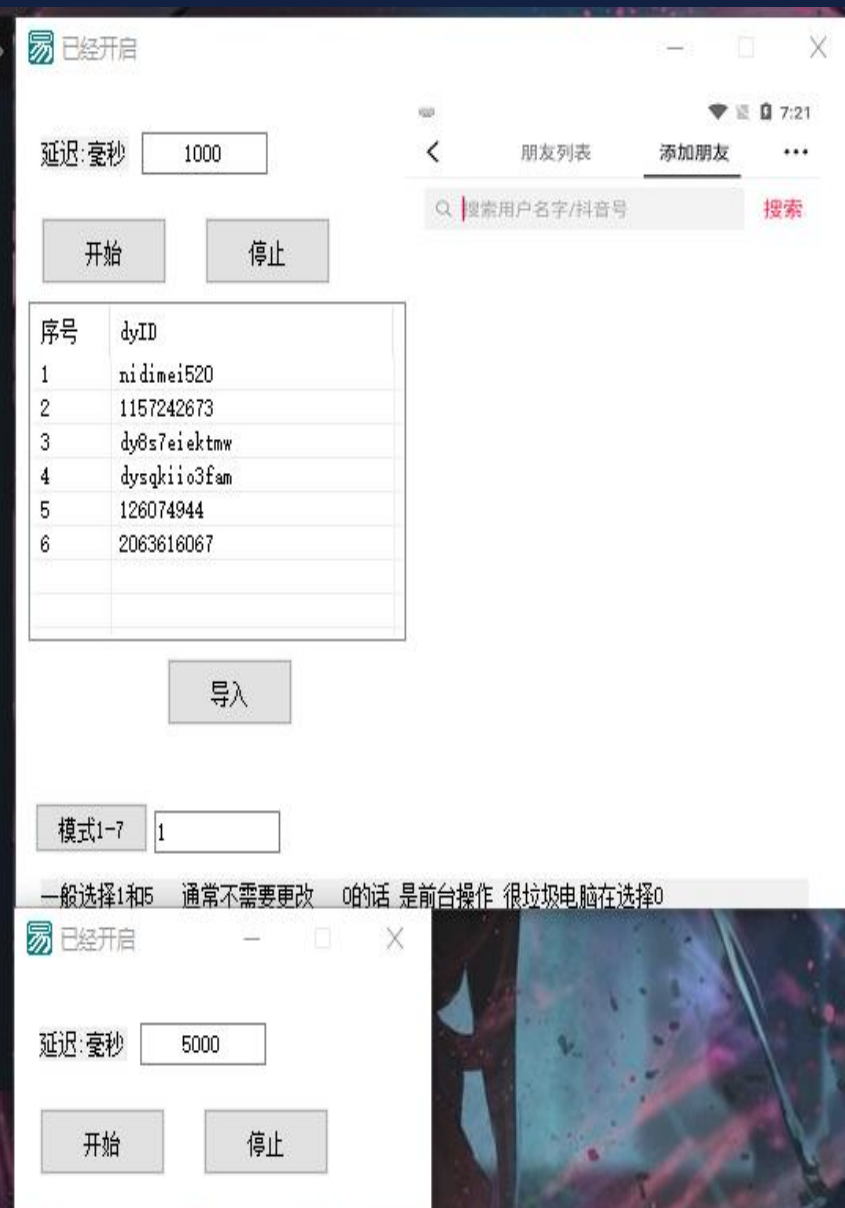 易 已经开启
7:21
延迟:毫秒 1000
朋友列表 添加朋友
搜索用户名字/抖音号 搜索
开始 停止
序号 dyID
1 nidimei520
2 1157242673
3 dy8s7eiektmw
4 dysqkiio3fam
5 126074944
6 2063616067
导入
模式1-7 1
一般选择1和5 通常不需要更改 0的话 是前台操作 很垃圾电脑在选择0
易 已经开启
延迟:毫秒 5000
开始 停止